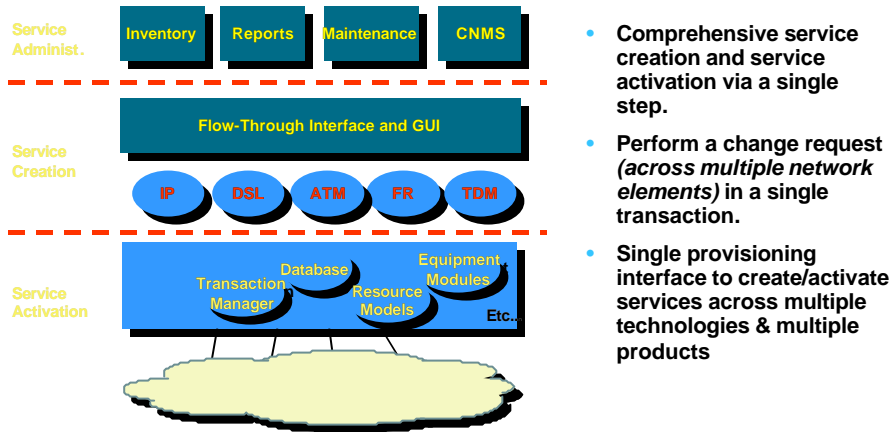 Service
Administ.
Inventory
Reports
Maintenance
CNMS
Service
Creation
Flow-Through Interface and GUI
IP
DSL
ATM
FR
TDM
Service
Activation
Transaction
Manager
Database
Resource
Models
Equipment
Modules
Etc..
• Comprehensive service
creation and service
activation via a single
step.
• Perform a change request
(across multiple network
elements) in a single
transaction.
• Single provisioning
interface to create/activate
services across multiple
technologies & multiple
products